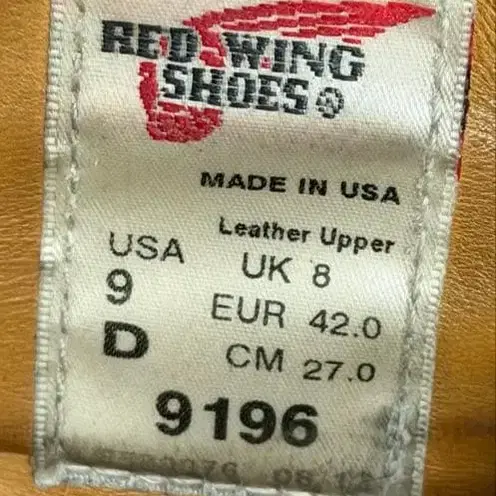 RED WING
SHOES ®
MADE IN USA
Leather Upper
USA
9
D
UK 8
EUR 42.0
CM 27.0
9196